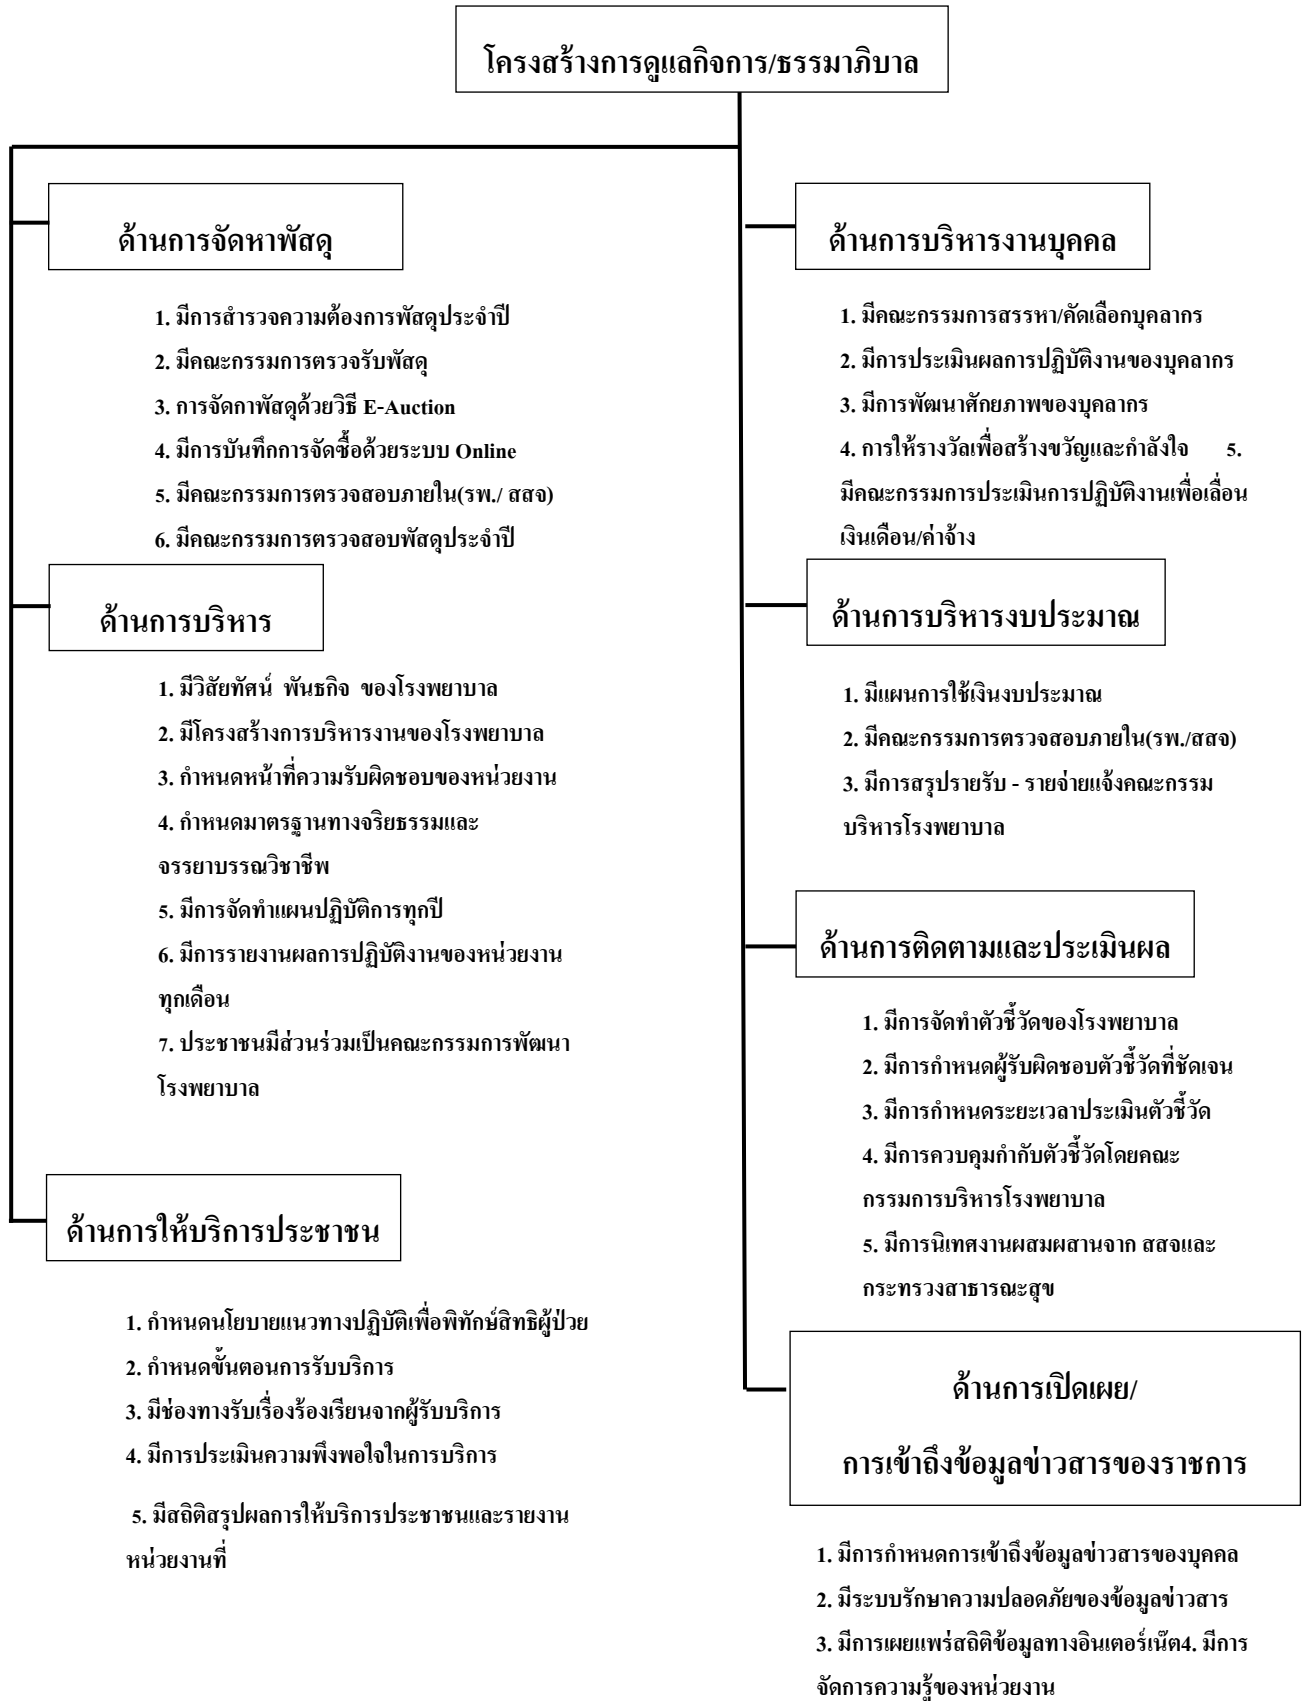 โครงสร้างการดูแลกิจการ/ธรรมาภิบาล
ด้านการจัดหาพัสดุ
1. มีการสำรวจความต้องการพัสดุประจำปี
2. มีคณะกรรมการตรวจรับพัสดุ
3. การจัดกาพัสดุด้วยวิธี E-Auction
4. มีการบันทึกการจัดซื้อด้วยระบบ Online
5. มีคณะกรรมการตรวจสอบภายใน(รพ./ สสจ)
6. มีคณะกรรมการตรวจสอบพัสดุประจำปี
ด้านการบริหาร
1. มีวิสัยทัศน์ พันธกิจ ของโรงพยาบาล
2. มีโครงสร้างการบริหารงานของโรงพยาบาล
3. กำหนดหน้าที่ความรับผิดชอบของหน่วยงาน
4. กำหนดมาตรฐานทางจริยธรรมและ
จรรยาบรรณวิชาชีพ
5. มีการจัดทำแผนปฏิบัติการทุกปี
6. มีการรายงานผลการปฏิบัติงานของหน่วยงาน
ทุกเดือน
7. ประชาชนมีส่วนร่วมเป็นคณะกรรมการพัฒนา
โรงพยาบาล
ด้านการให้บริการประชาชน
1. กำหนดนโยบายแนวทางปฏิบัติเพื่อพิทักษ์สิทธิผู้ป่วย
2. กำหนดขั้นตอนการรับบริการ
3. มีช่องทางรับเรื่องร้องเรียนจากผู้รับบริการ
4. มีการประเมินความพึงพอใจในการบริการ
5. มีสถิติสรุปผลการให้บริการประชาชนและรายงาน
หน่วยงานที่
ด้านการบริหารงานบุคคล
1. มีคณะกรรมการสรรหา/คัดเลือกบุคลากร
2. มีการประเมินผลการปฏิบัติงานของบุคลากร
3. มีการพัฒนาศักยภาพของบุคลากร
4. การให้รางวัลเพื่อสร้างขวัญและกำลังใจ 5.
มีคณะกรรมการประเมินการปฏิบัติงานเพื่อเลื่อน
เงินเดือน/ค่าจ้าง
ด้านการบริหารงบประมาณ
1. มีแผนการใช้เงินงบประมาณ
2. มีคณะกรรมการตรวจสอบภายใน(รพ./สสจ)
3. มีการสรุปรายรับ - รายจ่ายแจ้งคณะกรรม
บริหารโรงพยาบาล
ด้านการติดตามและประเมินผล
1. มีการจัดทำตัวชี้วัดของโรงพยาบาล
2. มีการกำหนดผู้รับผิดชอบตัวชี้วัดที่ชัดเจน
3. มีการกำหนดระยะเวลาประเมินตัวชี้วัด
4. มีการควบคุมกำกับตัวชี้วัดโดยคณะ
กรรมการบริหารโรงพยาบาล
5. มีการนิเทศงานผสมผสานจาก สสจและ
กระทรวงสาธารณะสุข
ด้านการเปิดเผย/
การเข้าถึงข้อมูลข่าวสารของราชการ
1. มีการกำหนดการเข้าถึงข้อมูลข่าวสารของบุคคล
2. มีระบบรักษาความปลอดภัยของข้อมูลข่าวสาร
3. มีการเผยแพร่สถิติข้อมูลทางอินเตอร์เน๊ต4. มีการ
จัดการความรู้ของหน่วยงาน